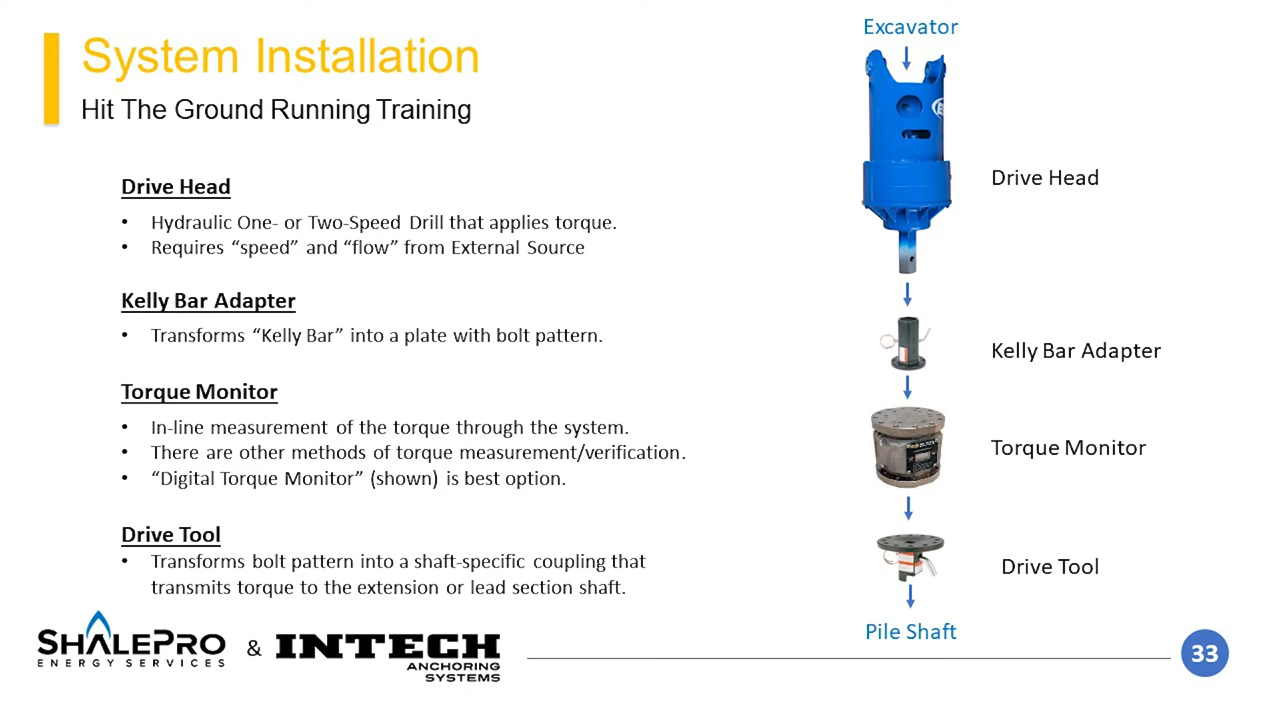 System Installation
Hit The Ground Running Training
Drive Head
• Hydraulic One- or Two-Speed Drill that applies torque.
• Requires “speed” and “flow” from External Source
Kelly Bar Adapter
• Transforms “Kelly Bar” into a plate with bolt pattern.
Torque Monitor
• In-line measurement of the torque through the system.
• There are other methods of torque measurement/verification.
• “Digital Torque Monitor” (shown) is best option.
Drive Tool
• Transforms bolt pattern into a shaft-specific coupling that
transmits torque to the extension or lead section shaft.
Excavator
Drive Head
Kelly Bar Adapter
Torque Monitor
Drive Tool
Pile Shaft
SHALEPRO
ENERGY SERVICES
&
INTECH
ANCHORING
SYSTEMS
33